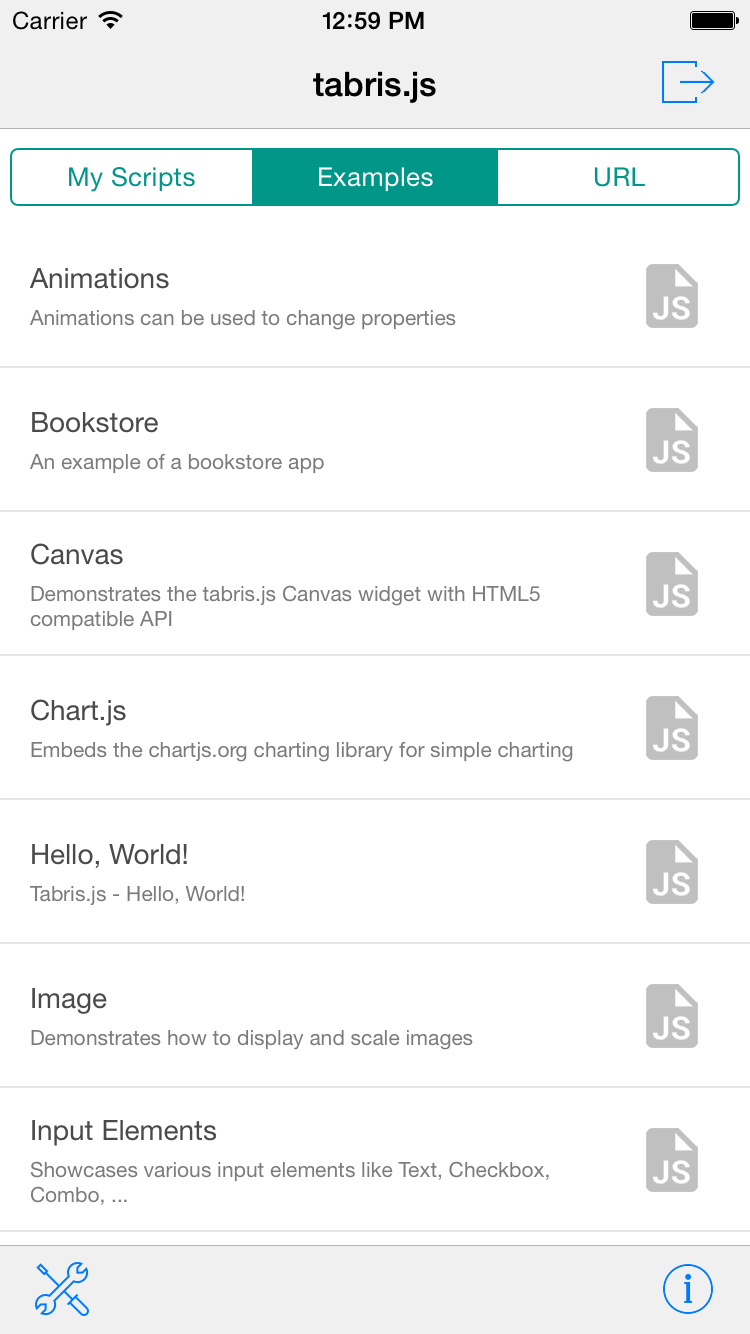 Carrier 12:59 PM
tabris.js
My Scripts Examples URL
Animations
Animations can be used to change properties
JS
Bookstore
An example of a bookstore app
JS
Canvas
Demonstrates the tabris.js Canvas widget with HTML5
compatible API
JS
Chart.js
Embeds the chartjs.org charting library for simple charting
JS
Hello, World!
Tabris.js - Hello, World!
JS
Image
Demonstrates how to display and scale images
JS
Input Elements
Showcases various input elements like Text, Checkbox,
Combo, ...
JS
i